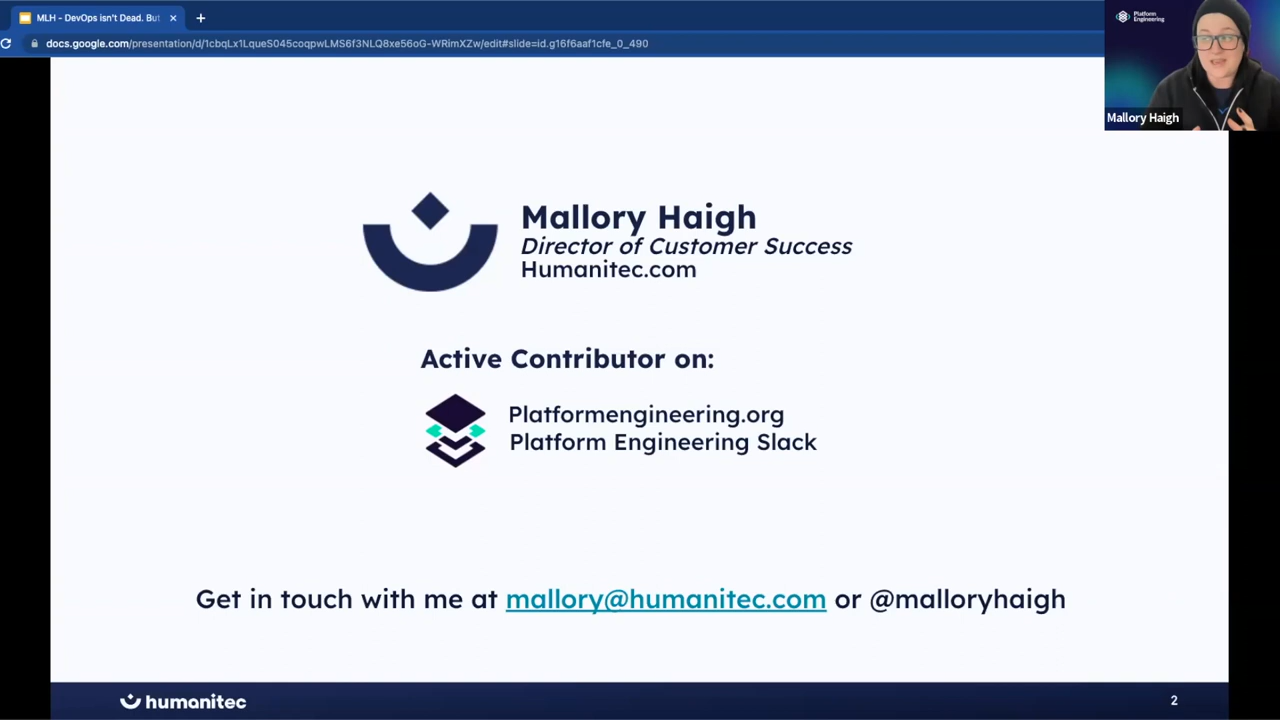 MLH - DevOps isn't Dead. But
docs.google.com/presentation/d/1cbqLx1LqueS045coqpwLMS6f3NLQ8xe56oG-WRimXZw/edit#slide=id.g16f6aaf1cfe_0_490
Platform
Engineering
Mallory Haigh
Mallory Haigh
Director of Customer Success
Humanitec.com
Active Contributor on:
Platformengineering.org
Platform Engineering Slack
Get in touch with me at mallory@humanitec.com or @malloryhaigh
humanitec
2